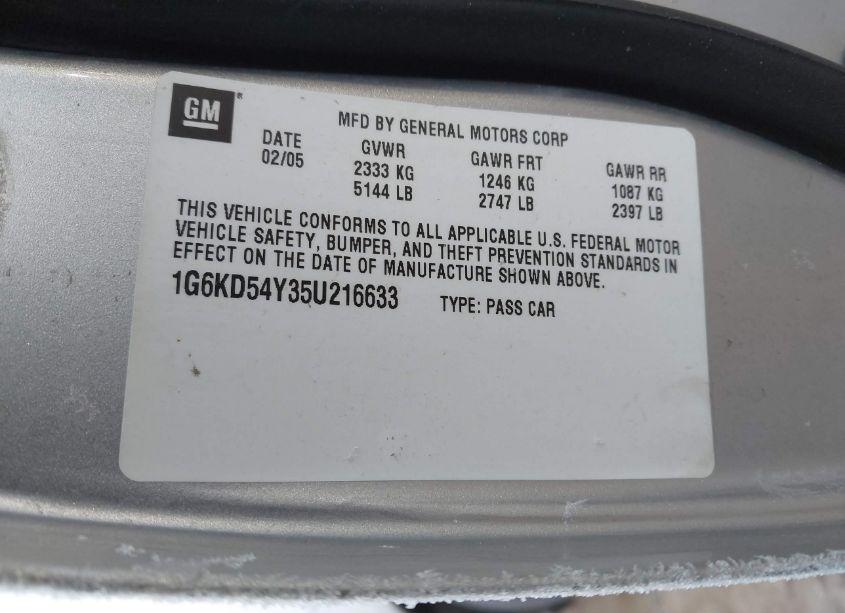 GM®
MFD BY GENERAL MOTORS CORP
DATE GVWR GAWR FRT GAWR RR
02/05 2333 KG 1246 KG 1087 KG
5144 LB 2747 LB 2397 LB
THIS VEHICLE CONFORMS TO ALL APPLICABLE U.S. FEDERAL MOTOR
VEHICLE SAFETY, BUMPER, AND THEFT PREVENTION STANDARDS IN
EFFECT ON THE DATE OF MANUFACTURE SHOWN ABOVE.
1G6KD54Y35U216633 TYPE: PASS CAR